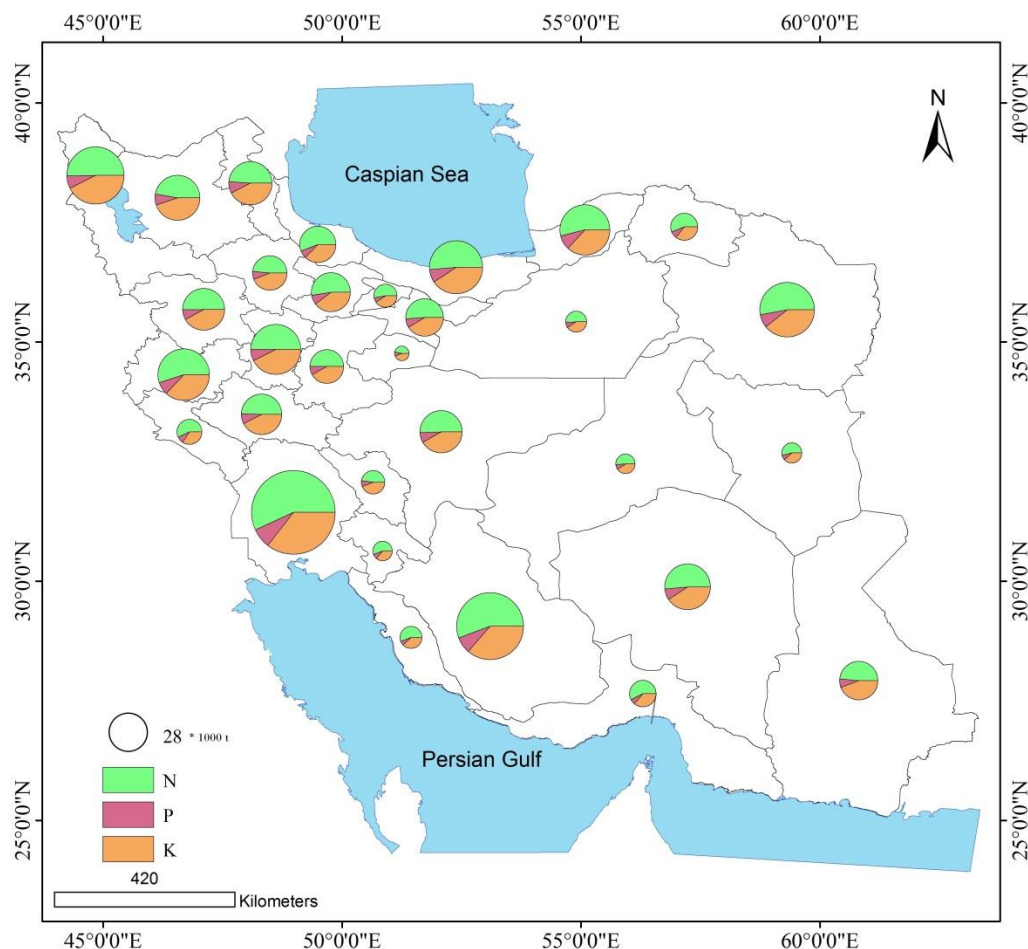 45°0'0"E 50°0'0"E 55°0'0"E 60°0'0"E
40°0'0"N 40°0'0"N
N
Caspian Sea
35°0'0"N 35°0'0"N
30°0'0"N 30°0'0"N
28 * 1000 t
Persian Gulf
N
P
25°0'0"N 25°0'0"N
K
420
Kilometers
45°0'0"E 50°0'0"E 55°0'0"E 60°0'0"E